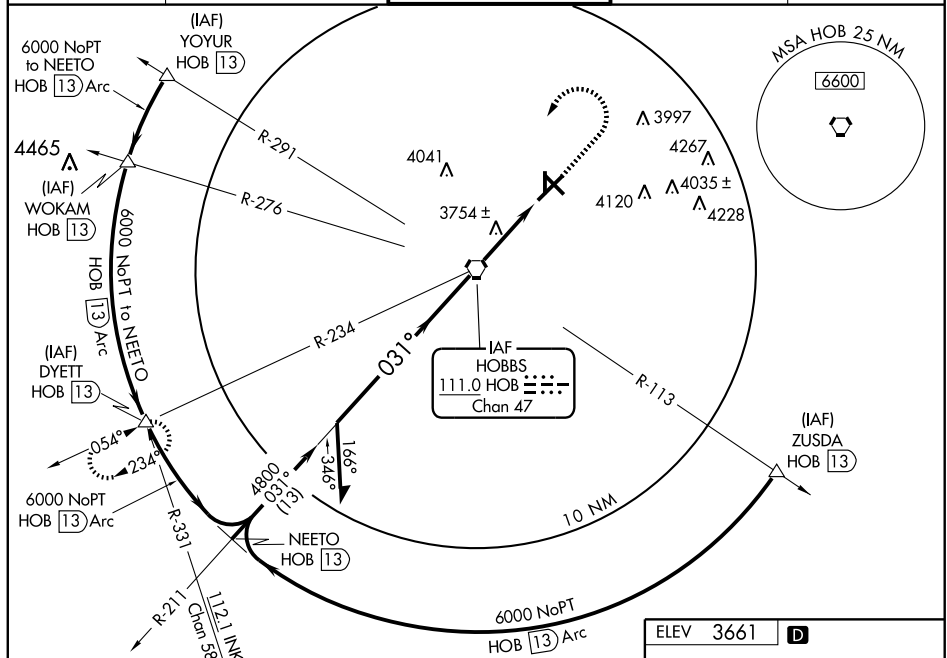 (IAF)
YOYUR
HOB 13
6000 NoPT
to NEETO
HOB 13 Arc
MSA HOB 25 NM
6600
R-291
4465
(IAF)
WOKAM
HOB 13
R-276
4041
3754 ±
3997
4267
4120
4035 ±
4228
6000 NoPT to NEETO
HOB 13 Arc
R-234
031°
IAF
HOBBS
111.0 HOB
Chan 47
R-113
(IAF)
DYETT
HOB 13
054°
234°
6000 NoPT
HOB 13 Arc
R-331
166°
346°
4800
031°
(13)
(IAF)
ZUSDA
HOB 13
10 NM
NEETO
HOB 13
R-211
112.1 INK
Chan 58
6000 NoPT
HOB 13 Arc
ELEV 3661 D